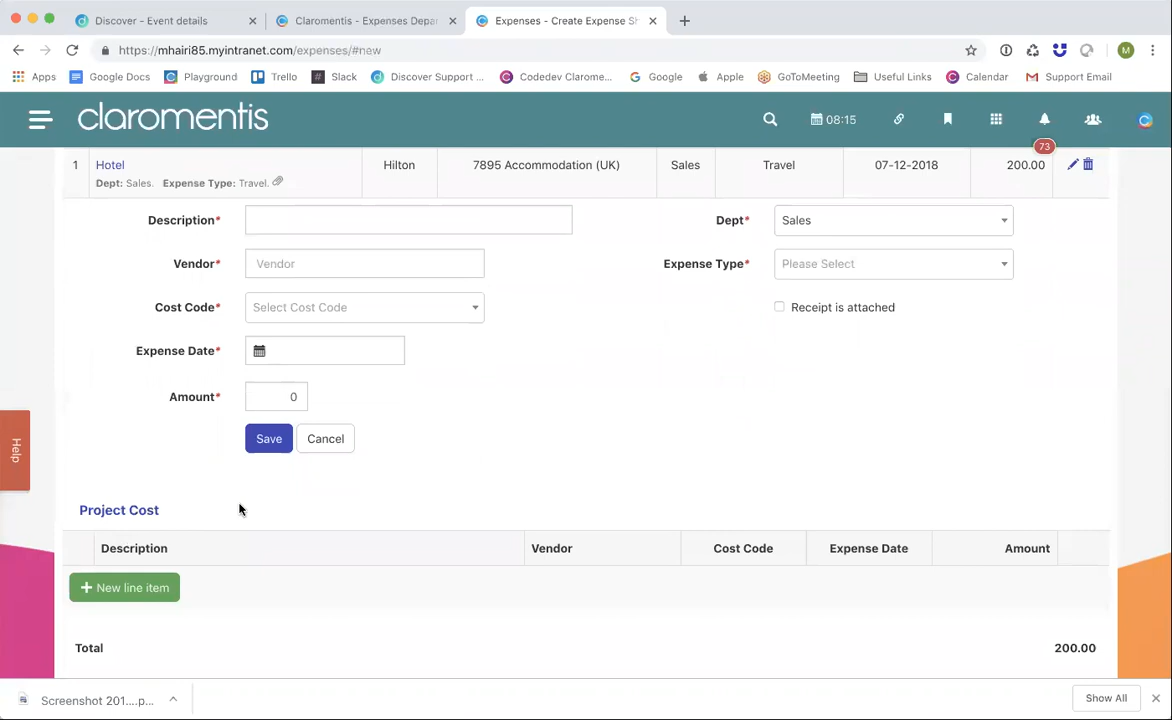 Discover - Event details
Claromentis - Expenses Depa
Expenses - Create Expense Sh
https://mhairi85.myintranet.com/expenses/#new
M
Apps
Google Docs
Playground
Trello
Slack
Discover Support ...
Codedev Clarome...
Google
Apple
GoToMeeting
Useful Links
Calendar
Support Email
claromentis
08:15
73
1
Hotel
Hilton
7895 Accommodation (UK)
Sales
Travel
07-12-2018
200.00
Dept: Sales. Expense Type: Travel.
Description*
Dept*
Sales
Vendor*
Vendor
Expense Type*
Please Select
Cost Code*
Select Cost Code
Receipt is attached
Expense Date*
Amount*
0
Save
Cancel
Help
Project Cost
Description
Vendor
Cost Code
Expense Date
Amount
+ New line item
Total
200.00
Screenshot 201....p...
Show All